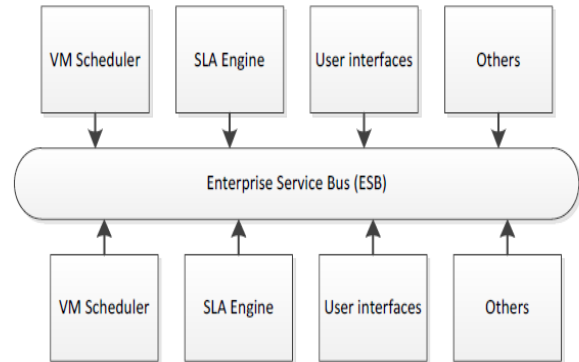 VM Scheduler
SLA Engine
User interfaces
Others
Enterprise Service Bus (ESB)
VM Scheduler
SLA Engine
User interfaces
Others